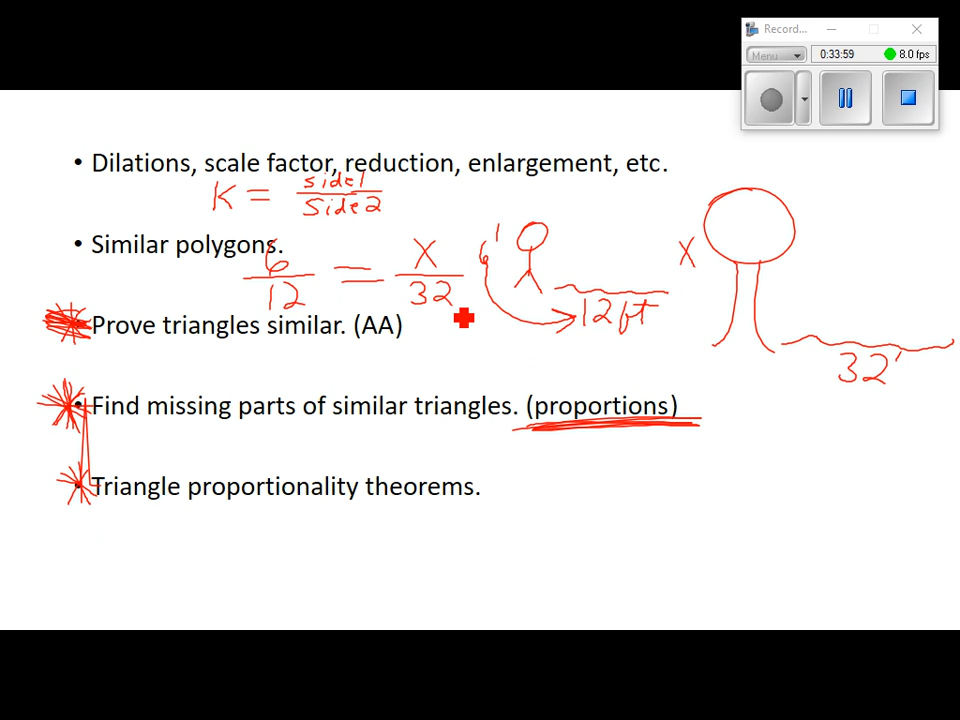 Record...
Menu
0:33:59
8.0 fps
• Dilations, scale factor, reduction, enlargement, etc.
K = side1 / Side2
• Similar polygons.
6 / 12 = X / 32
6'
12 ft
X
32'
Prove triangles similar. (AA)
• Find missing parts of similar triangles. (proportions)
• Triangle proportionality theorems.